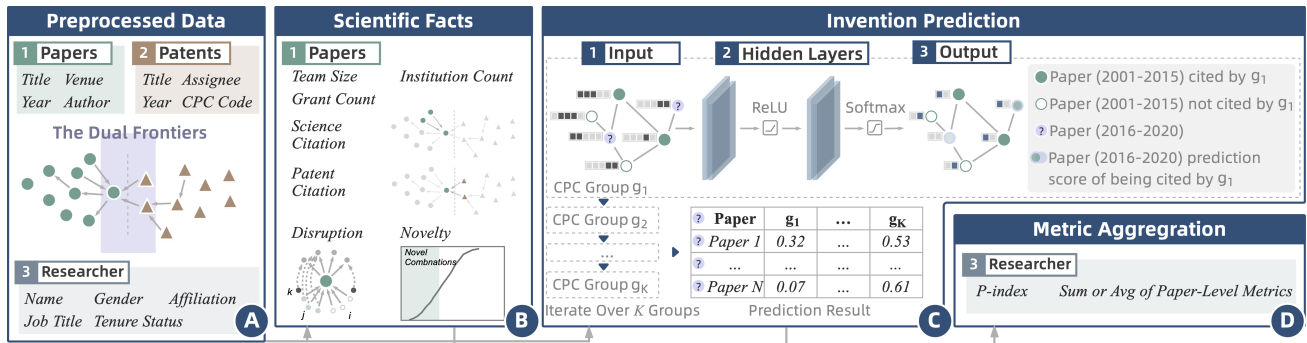 Preprocessed Data
1 Papers
Title Venue
Year Author
2 Patents
Title Assignee
Year CPC Code
The Dual Frontiers
3 Researcher
Name Gender Affiliation
Job Title Tenure Status
A
Scientific Facts
1 Papers
Team Size Institution Count
Grant Count
Science
Citation
Patent
Citation
Disruption Novelty
k
j i
Novel
Combnations
B
Invention Prediction
1 Input
2 Hidden Layers
3 Output
?
?
ReLU
Softmax
Paper (2001-2015) cited by g1
Paper (2001-2015) not cited by g1
? Paper (2016-2020)
Paper (2016-2020) prediction
score of being cited by g1
CPC Group g1
CPC Group g2
...
CPC Group gK
Iterate Over K Groups
? Paper g1 ... gK
? Paper 1 0.32 ... 0.53
? ... ... ... ...
? Paper N 0.07 ... 0.61
Prediction Result
C
Metric Aggregration
3 Researcher
P-index Sum or Avg of Paper-Level Metrics
D